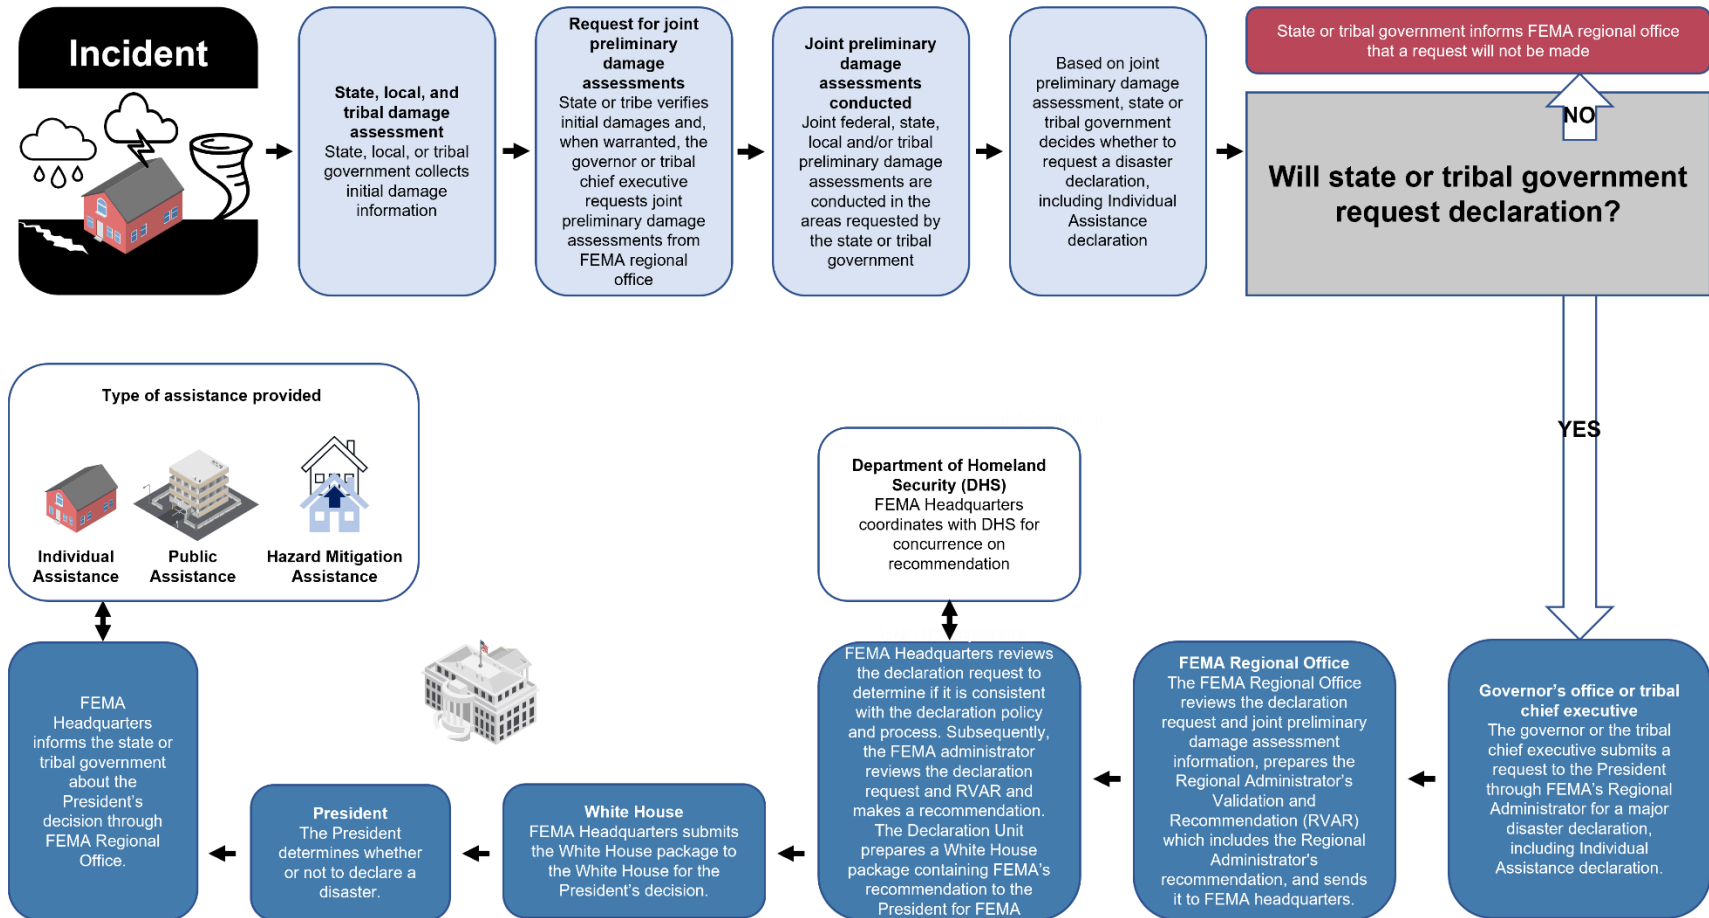 Incident
State, local, and
tribal damage
assessment
State, local, or tribal
government collects
initial damage
information
Request for joint
preliminary
damage
assessments
State or tribe verifies
initial damages and,
when warranted, the
governor or tribal
chief executive
requests joint
preliminary damage
assessments from
FEMA regional
office
Joint preliminary
damage
assessments
conducted
Joint federal, state,
local and/or tribal
preliminary damage
assessments are
conducted in the
areas requested by
the state or tribal
government
Based on joint
preliminary damage
assessment, state or
tribal government
decides whether to
request a disaster
declaration,
including Individual
Assistance
declaration
State or tribal government informs FEMA regional office
that a request will not be made
NO
Will state or tribal government
request declaration?
YES
Governor’s office or tribal
chief executive
The governor or the tribal
chief executive submits a
request to the President
through FEMA’s Regional
Administrator for a major
disaster declaration,
including Individual
Assistance declaration.
FEMA Regional Office
The FEMA Regional Office
reviews the declaration
request and joint preliminary
damage assessment
information, prepares the
Regional Administrator’s
Validation and
Recommendation (RVAR)
which includes the Regional
Administrator's
recommendation, and sends
it to FEMA headquarters.
Department of Homeland
Security (DHS)
FEMA Headquarters
coordinates with DHS for
concurrence on
recommendation
FEMA Headquarters reviews
the declaration request to
determine if it is consistent
with the declaration policy
and process. Subsequently,
the FEMA administrator
reviews the declaration
request and RVAR and
makes a recommendation.
The Declaration Unit
prepares a White House
package containing FEMA’s
recommendation to the
President for FEMA
White House
FEMA Headquarters submits
the White House package to
the White House for the
President’s decision.
President
The President
determines whether
or not to declare a
disaster.
FEMA
Headquarters
informs the state or
tribal government
about the
President’s
decision through
FEMA Regional
Office.
Type of assistance provided
Individual
Assistance
Public
Assistance
Hazard Mitigation
Assistance